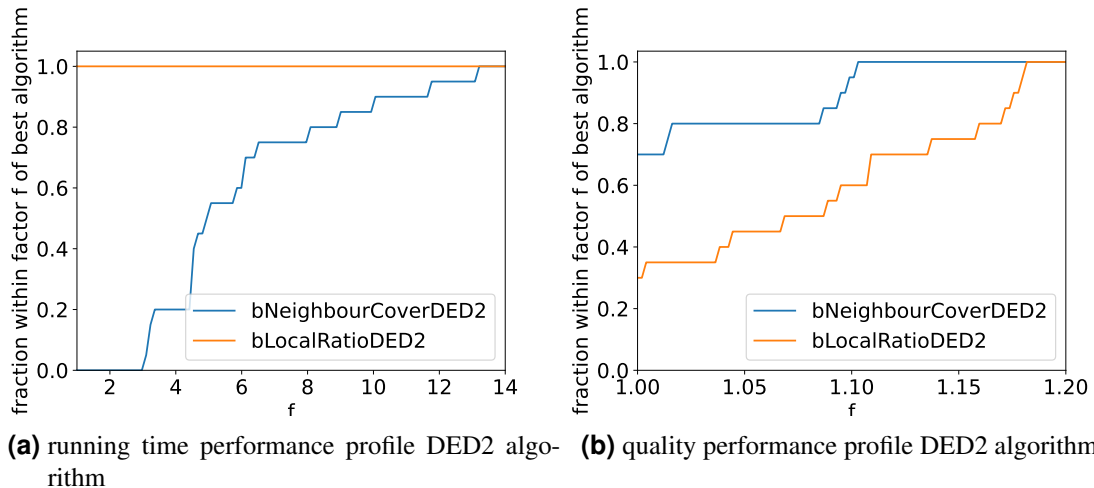 fraction within factor f of best algorithm
1.0
0.8
0.6
0.4
0.2
0.0
2 4 6 8 10 12 14
f
bNeighbourCoverDED2
bLocalRatioDED2
fraction within factor f of best algorithm
1.0
0.8
0.6
0.4
0.2
0.0
1.00 1.05 1.10 1.15 1.20
f
bNeighbourCoverDED2
bLocalRatioDED2
(a) running time performance profile DED2 algo-
rithm
(b) quality performance profile DED2 algorithm